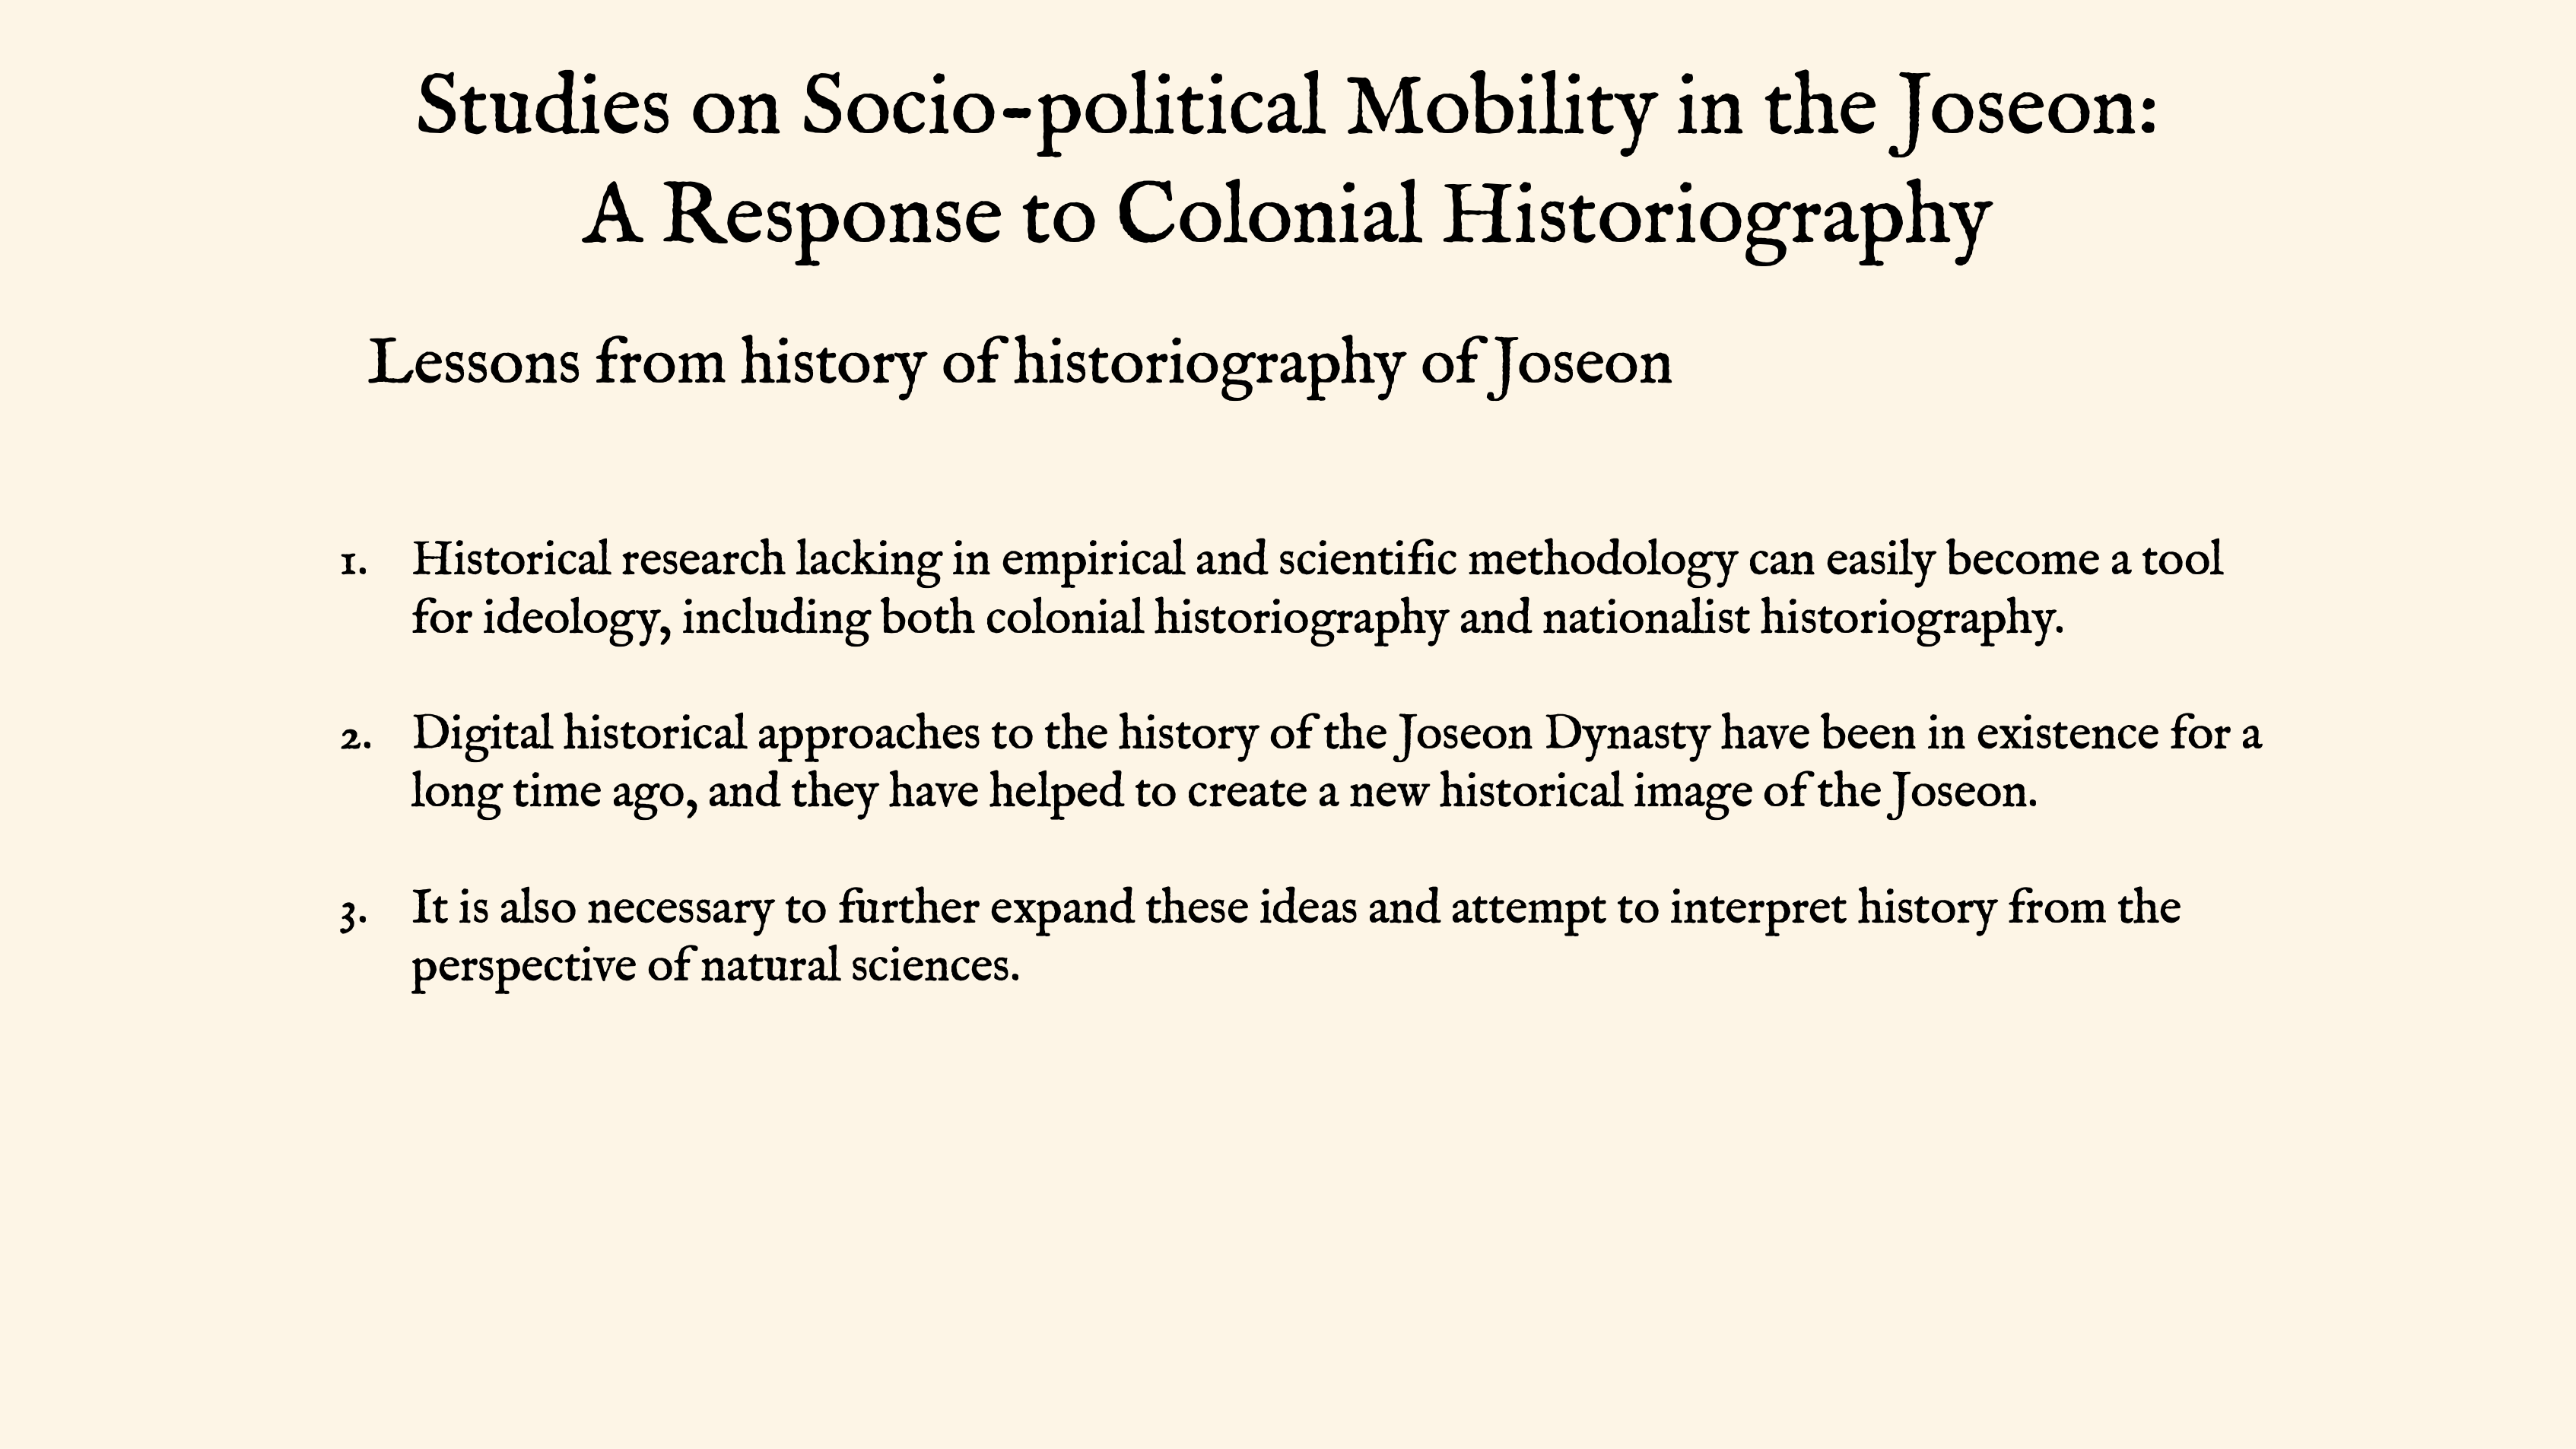 Studies on Socio-political Mobility in the Joseon:
A Response to Colonial Historiography
Lessons from history of historiography of Joseon
1. Historical research lacking in empirical and scientific methodology can easily become a tool
for ideology, including both colonial historiography and nationalist historiography.
2. Digital historical approaches to the history of the Joseon Dynasty have been in existence for a
long time ago, and they have helped to create a new historical image of the Joseon.
3. It is also necessary to further expand these ideas and attempt to interpret history from the
perspective of natural sciences.